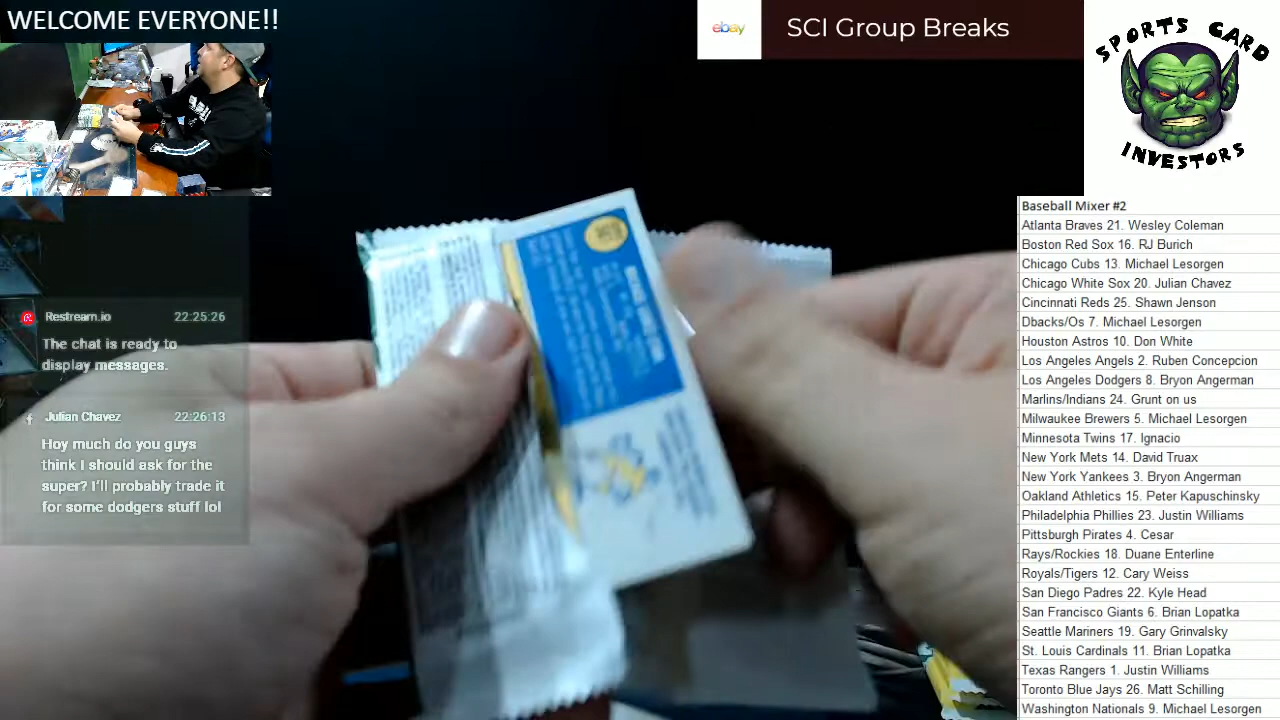 WELCOME EVERYONE!!
ebay
SCI Group Breaks
SPORTS CARD
INVESTORS
Restream.io 22:25:26
The chat is ready to
display messages.
Julian Chavez 22:26:13
Hoy much do you guys
think I should ask for the
super? I'll probably trade it
for some dodgers stuff lol
Baseball Mixer #2
Atlanta Braves 21. Wesley Coleman
Boston Red Sox 16. RJ Burich
Chicago Cubs 13. Michael Lesorgen
Chicago White Sox 20. Julian Chavez
Cincinnati Reds 25. Shawn Jenson
Dbacks/Os 7. Michael Lesorgen
Houston Astros 10. Don White
Los Angeles Angels 2. Ruben Concepcion
Los Angeles Dodgers 8. Bryon Angerman
Marlins/Indians 24. Grunt on us
Milwaukee Brewers 5. Michael Lesorgen
Minnesota Twins 17. Ignacio
New York Mets 14. David Truax
New York Yankees 3. Bryon Angerman
Oakland Athletics 15. Peter Kapuschinsky
Philadelphia Phillies 23. Justin Williams
Pittsburgh Pirates 4. Cesar
Rays/Rockies 18. Duane Enterline
Royals/Tigers 12. Cary Weiss
San Diego Padres 22. Kyle Head
San Francisco Giants 6. Brian Lopatka
Seattle Mariners 19. Gary Grinvalsky
St. Louis Cardinals 11. Brian Lopatka
Texas Rangers 1. Justin Williams
Toronto Blue Jays 26. Matt Schilling
Washington Nationals 9. Michael Lesorgen